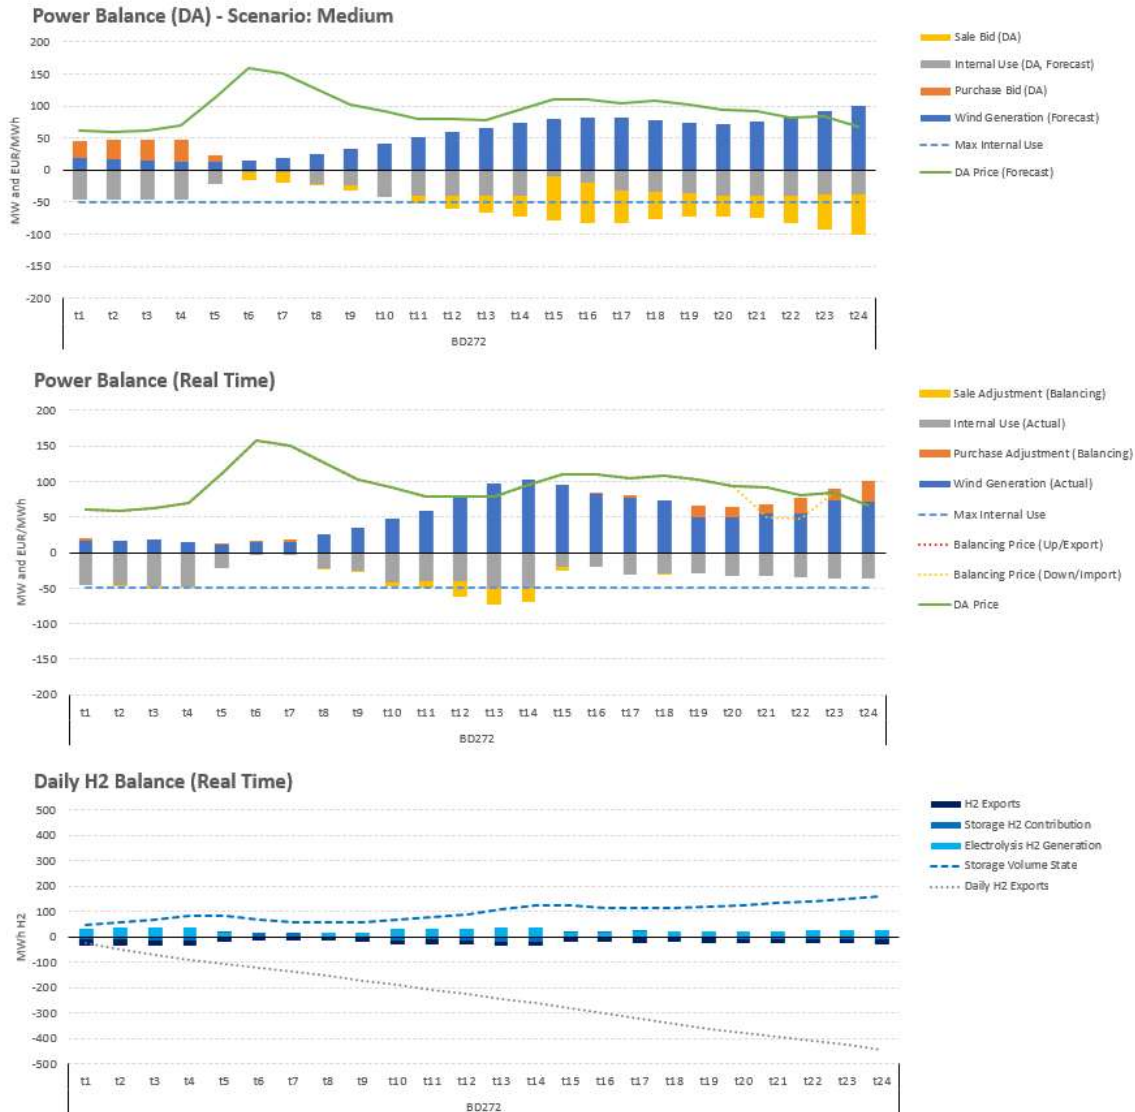 Power Balance (DA) - Scenario: Medium
200
150
100
50
0
-50
-100
-150
-200
MW and EUR/MWh
t1 t2 t3 t4 t5 t6 t7 t8 t9 t10 t11 t12 t13 t14 t15 t16 t17 t18 t19 t20 t21 t22 t23 t24
BD272
Sale Bid (DA)
Internal Use (DA, Forecast)
Purchase Bid (DA)
Wind Generation (Forecast)
Max Internal Use
DA Price (Forecast)
Power Balance (Real Time)
200
150
100
50
0
-50
-100
-150
-200
MW and EUR/MWh
t1 t2 t3 t4 t5 t6 t7 t8 t9 t10 t11 t12 t13 t14 t15 t16 t17 t18 t19 t20 t21 t22 t23 t24
BD272
Sale Adjustment (Balancing)
Internal Use (Actual)
Purchase Adjustment (Balancing)
Wind Generation (Actual)
Max Internal Use
Balancing Price (Up/Export)
Balancing Price (Down/Import)
DA Price
Daily H2 Balance (Real Time)
500
400
300
200
100
0
-100
-200
-300
-400
-500
MWh H2
t1 t2 t3 t4 t5 t6 t7 t8 t9 t10 t11 t12 t13 t14 t15 t16 t17 t18 t19 t20 t21 t22 t23 t24
BD272
H2 Exports
Storage H2 Contribution
Electrolysis H2 Generation
Storage Volume State
Daily H2 Exports